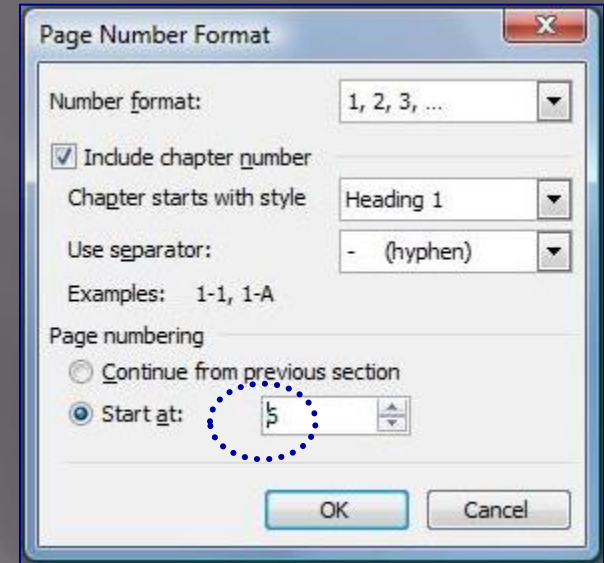 Page Number Format
Number format: 1, 2, 3, ...
Include chapter number
Chapter starts with style Heading 1
Use separator: - (hyphen)
Examples: 1-1, 1-A
Page numbering
Continue from previous section
Start at: 5
OK Cancel